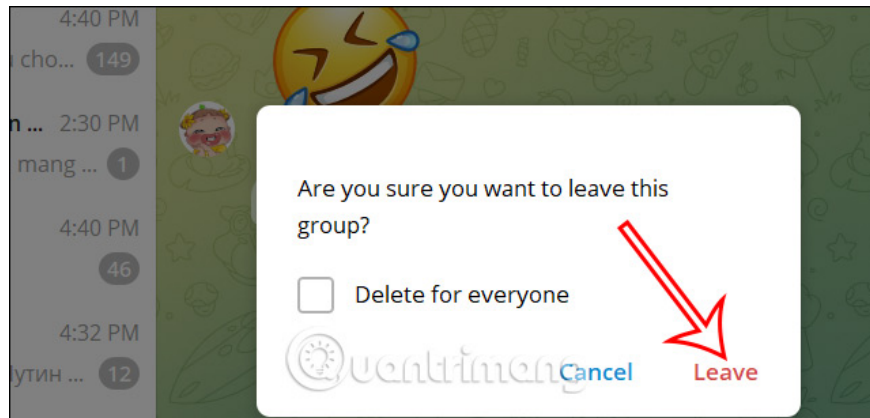 4:40 PM
cho... 149
n ... 2:30 PM
mang ... 1
4:40 PM
46
4:32 PM
утин ... 12
Are you sure you want to leave this
group?
Delete for everyone
Quantrimang
Cancel Leave